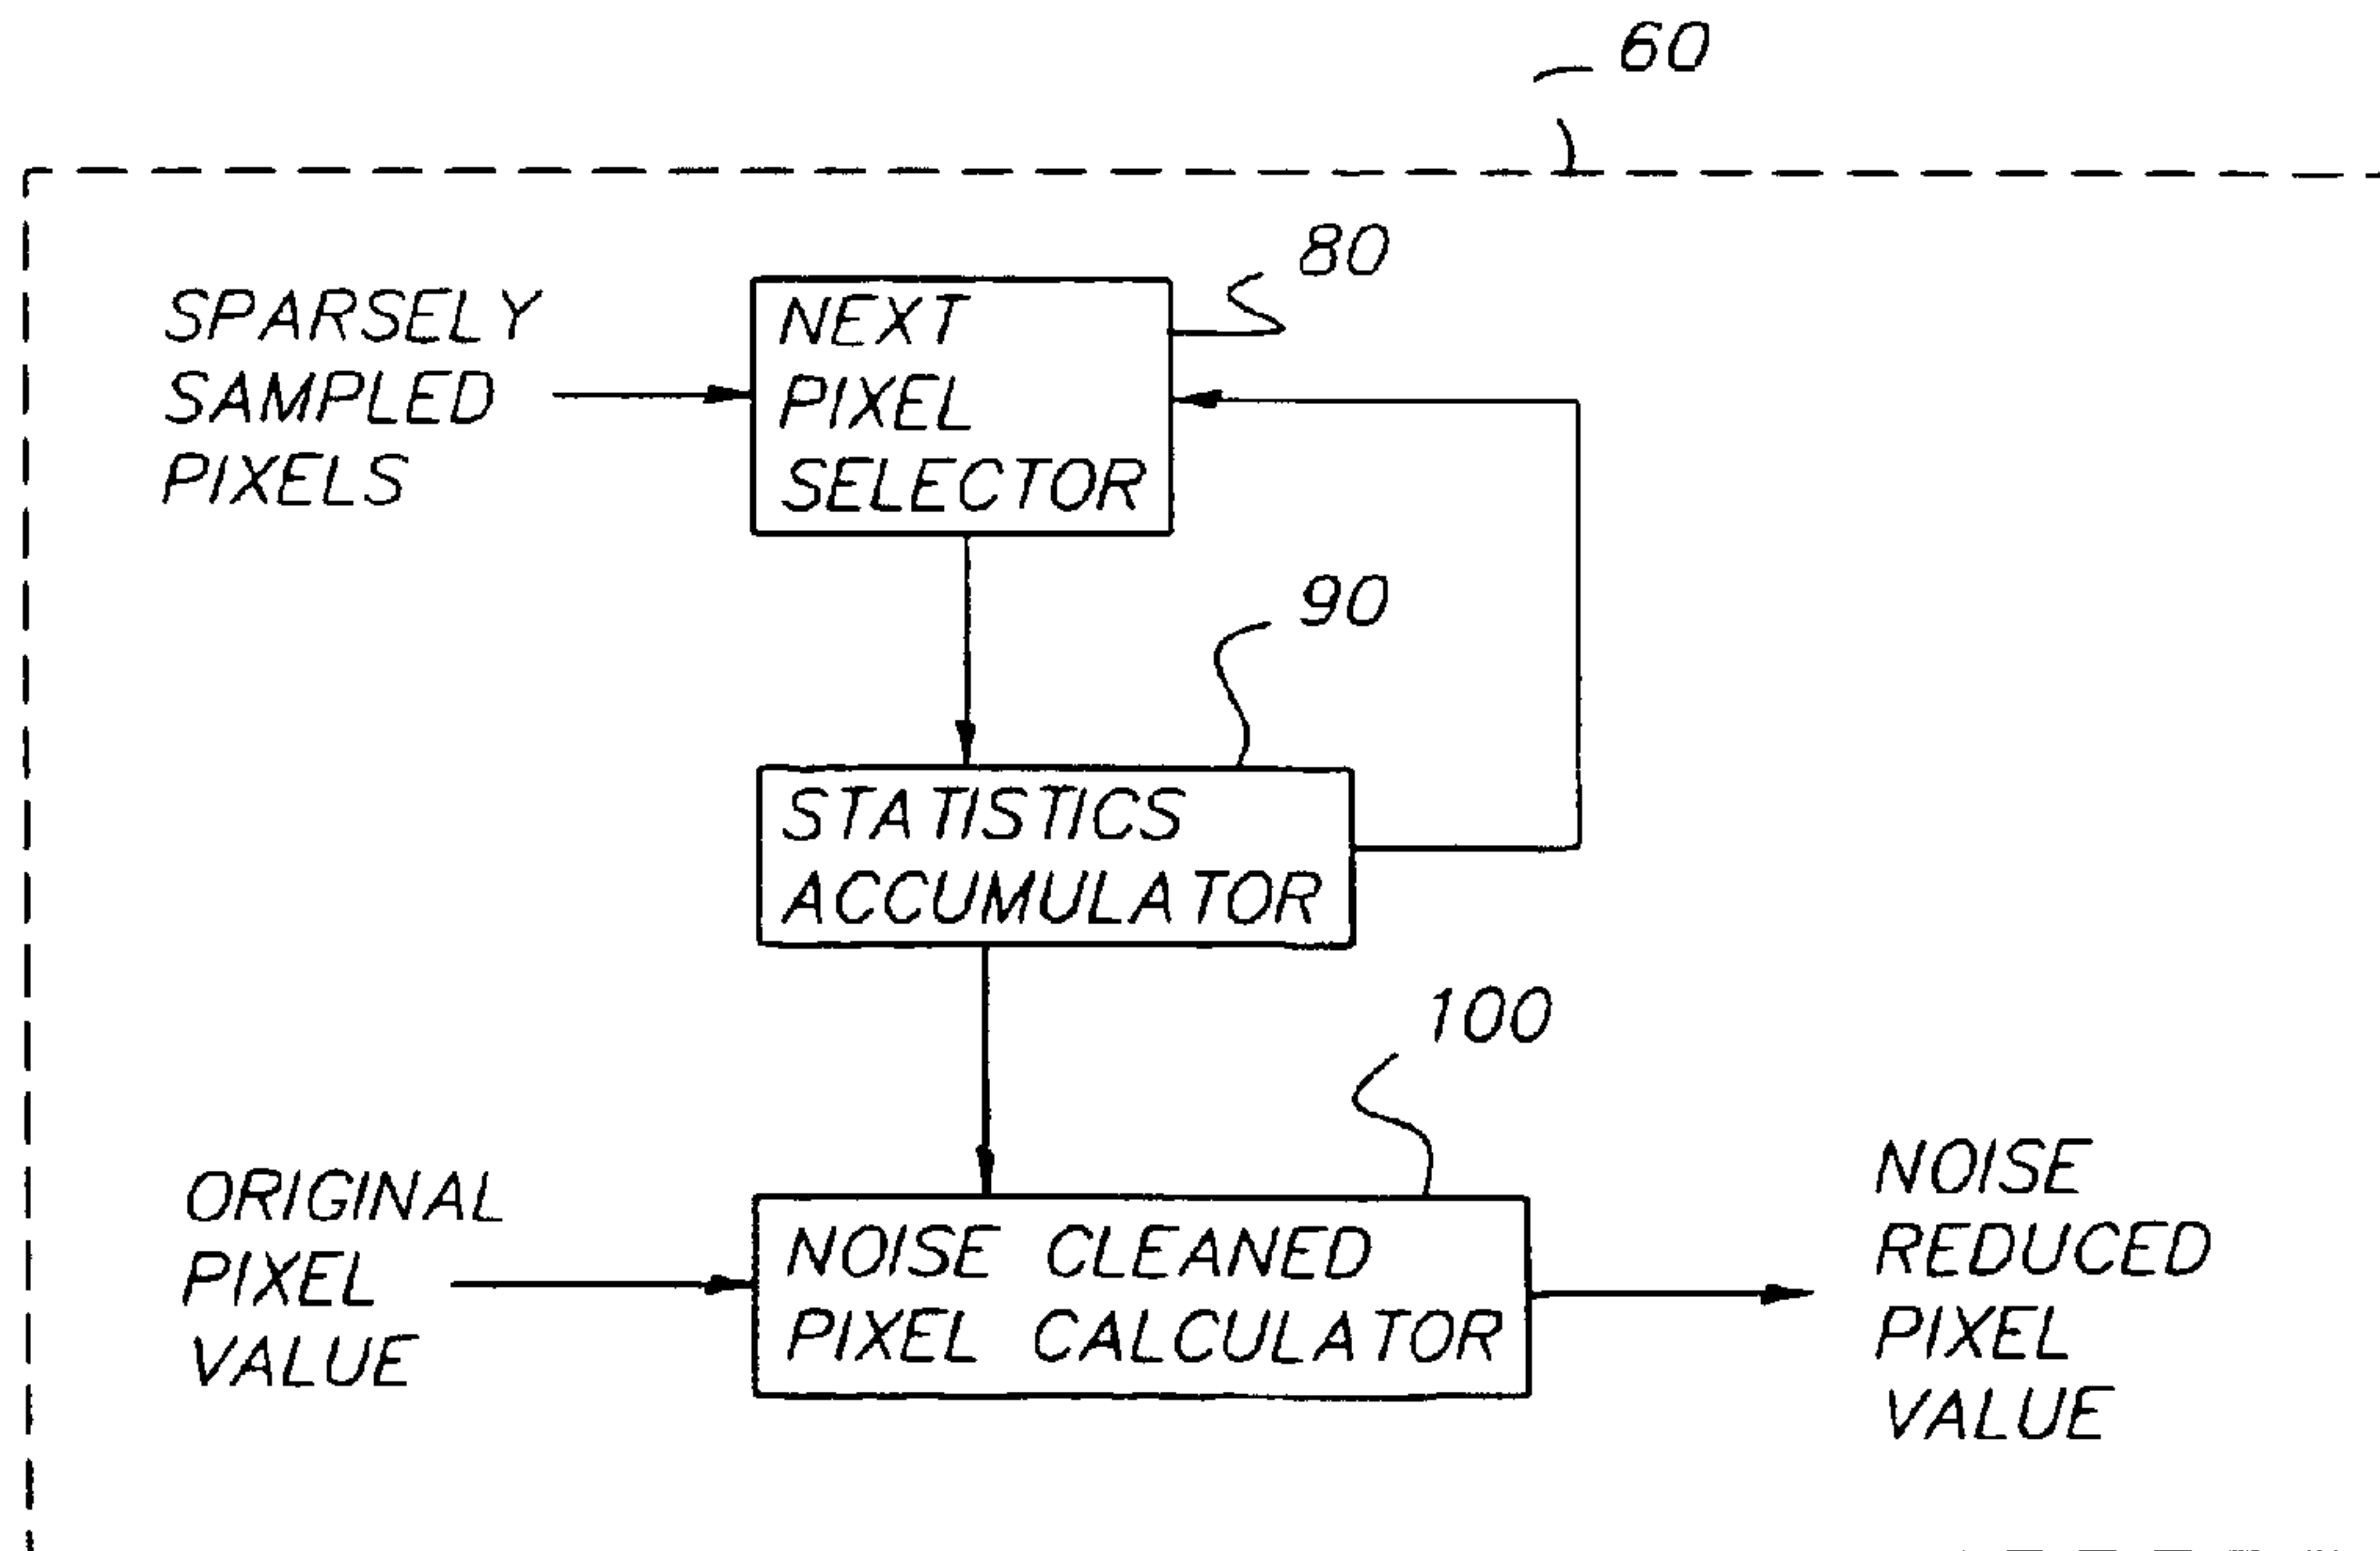 60
80
SPARSELY
SAMPLED
PIXELS
NEXT
PIXEL
SELECTOR
90
STATISTICS
ACCUMULATOR
100
ORIGINAL
PIXEL
VALUE
NOISE CLEANED
PIXEL CALCULATOR
NOISE
REDUCED
PIXEL
VALUE